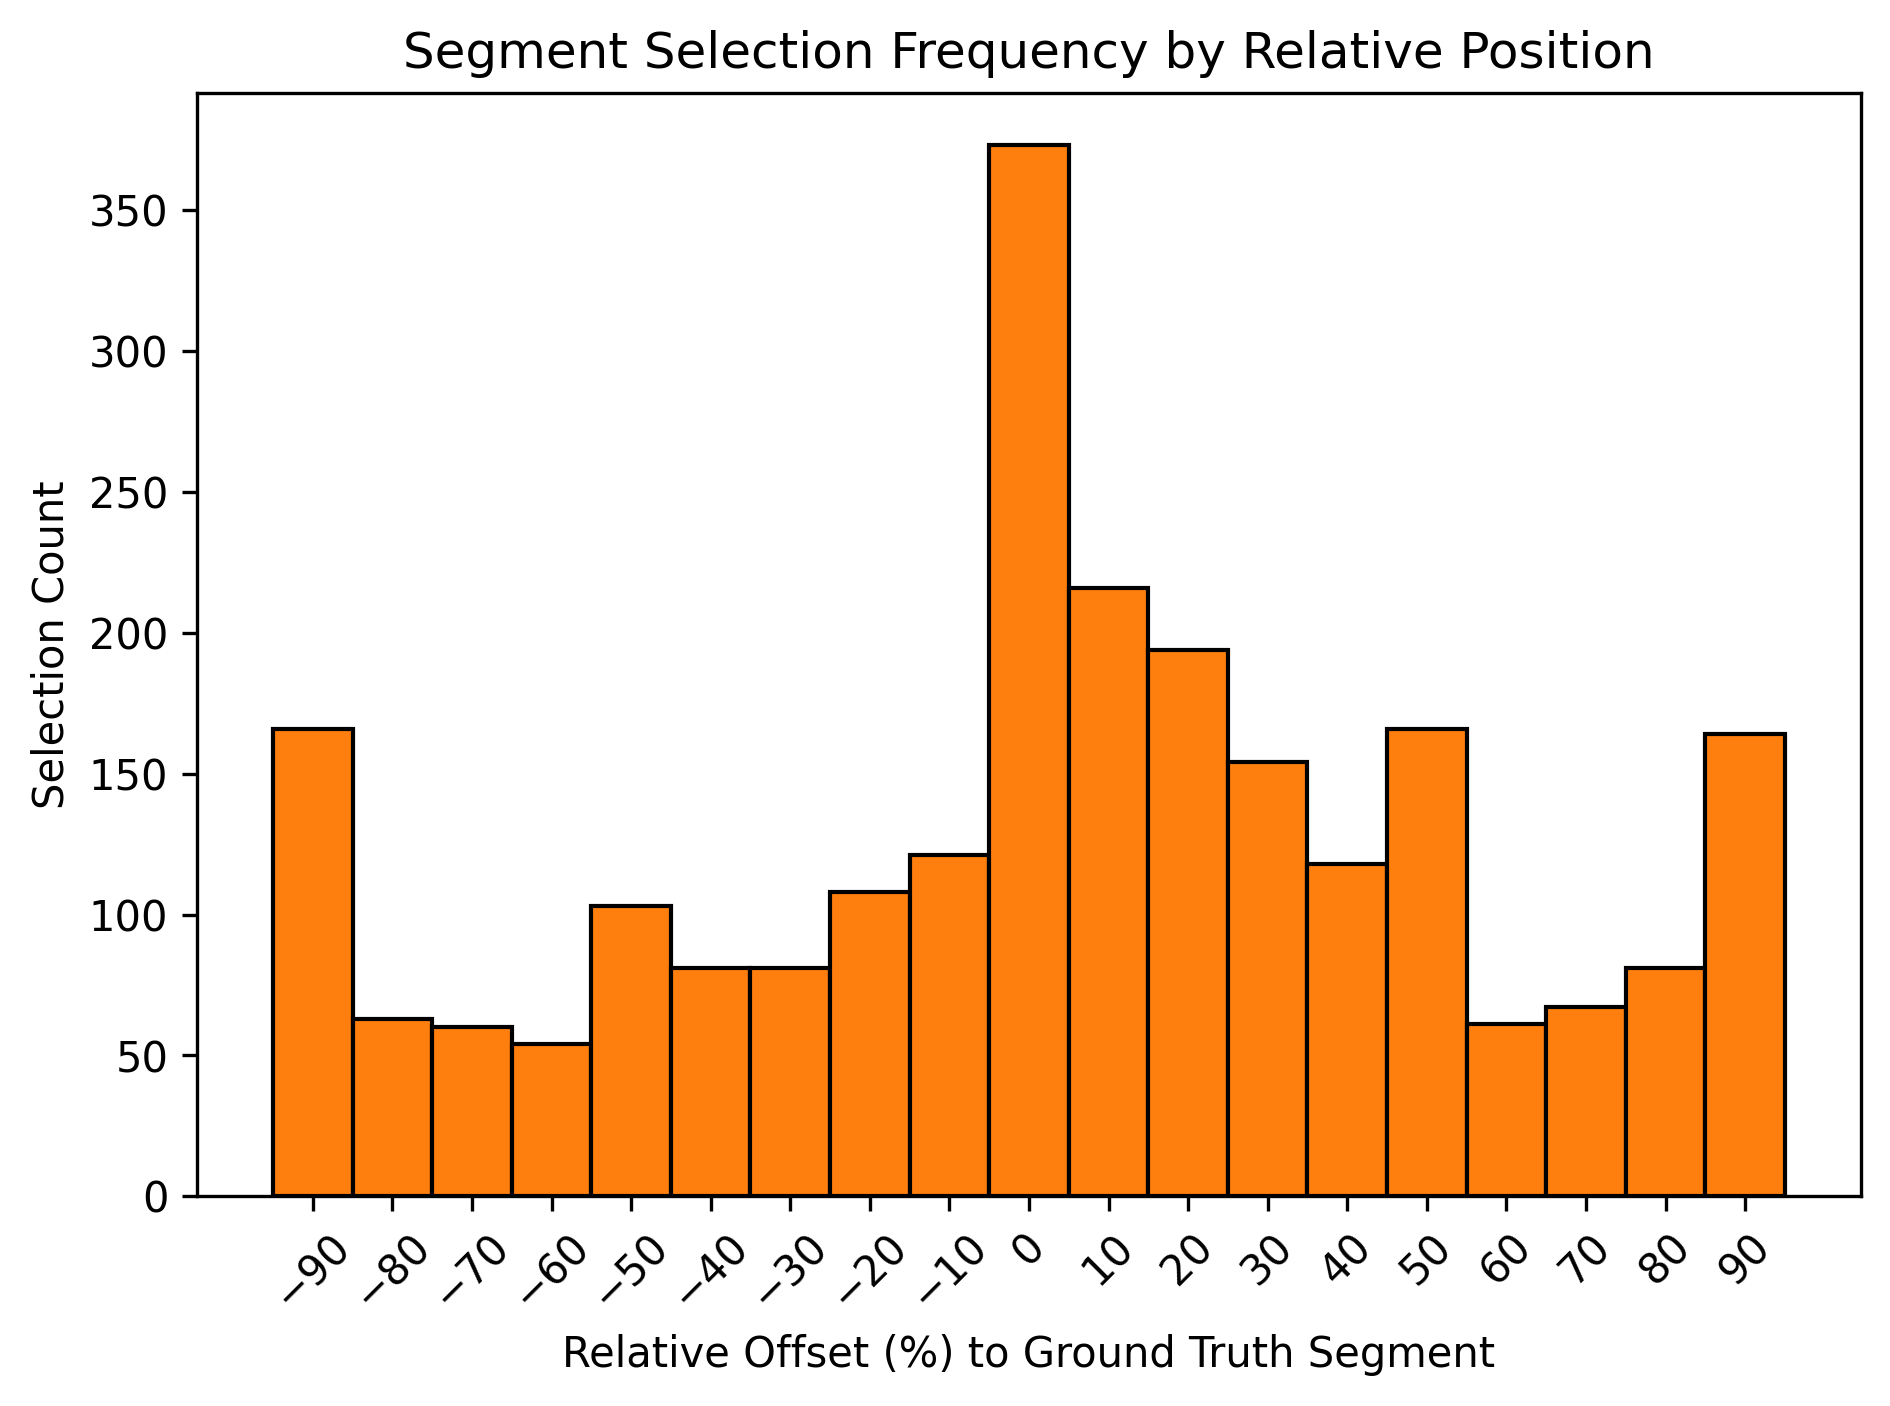 Segment Selection Frequency by Relative Position
Selection Count
350
300
250
200
150
100
50
0
−90 −80 −70 −60 −50 −40 −30 −20 −10 0 10 20 30 40 50 60 70 80 90
Relative Offset (%) to Ground Truth Segment